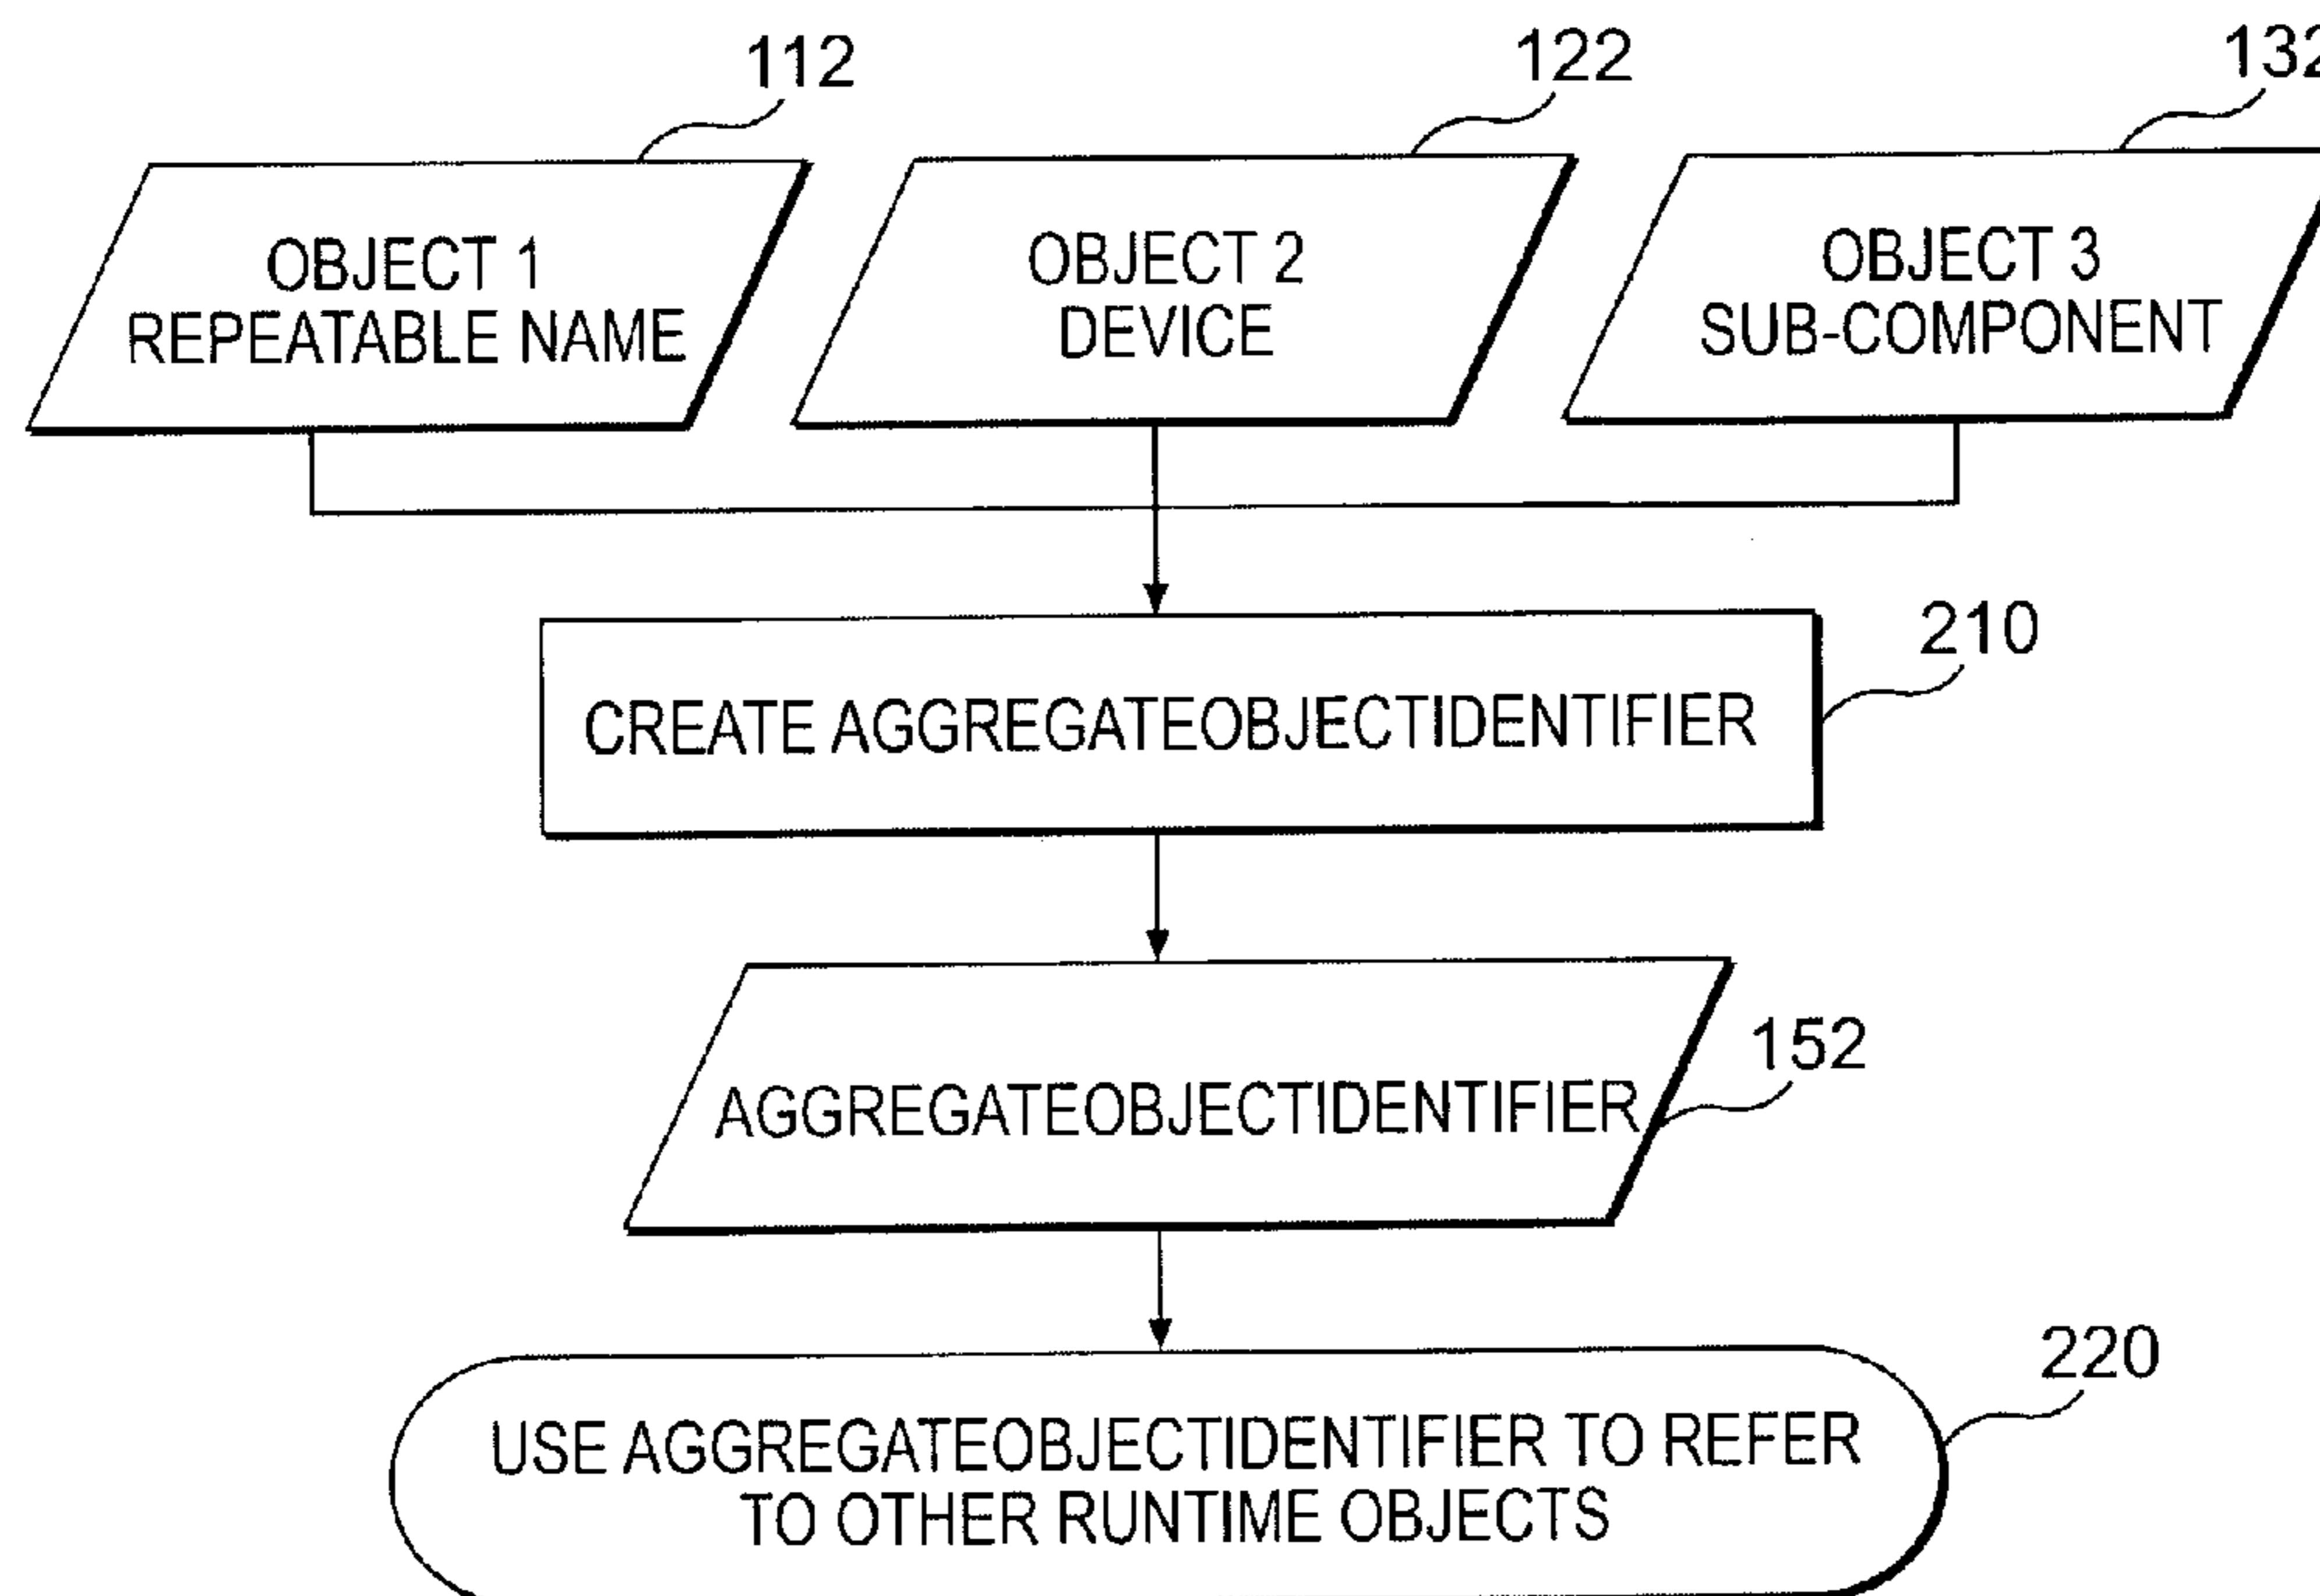 112
122
132
OBJECT 1
REPEATABLE NAME
OBJECT 2
DEVICE
OBJECT 3
SUB-COMPONENT
210
CREATE AGGREGATEOBJECTIDENTIFIER
152
AGGREGATEOBJECTIDENTIFIER
220
USE AGGREGATEOBJECTIDENTIFIER TO REFER
TO OTHER RUNTIME OBJECTS